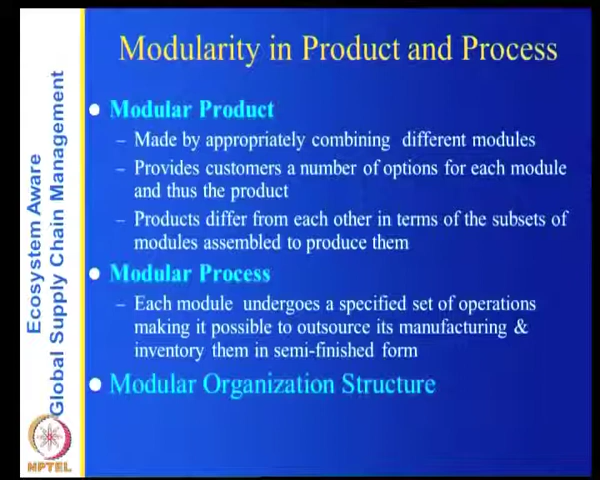 Modularity in Product and Process
Ecosystem Aware
Global Supply Chain Management
Modular Product
– Made by appropriately combining different modules
– Provides customers a number of options for each module
and thus the product
– Products differ from each other in terms of the subsets of
modules assembled to produce them
Modular Process
– Each module undergoes a specified set of operations
making it possible to outsource its manufacturing &
inventory them in semi-finished form
Modular Organization Structure
NPTEL